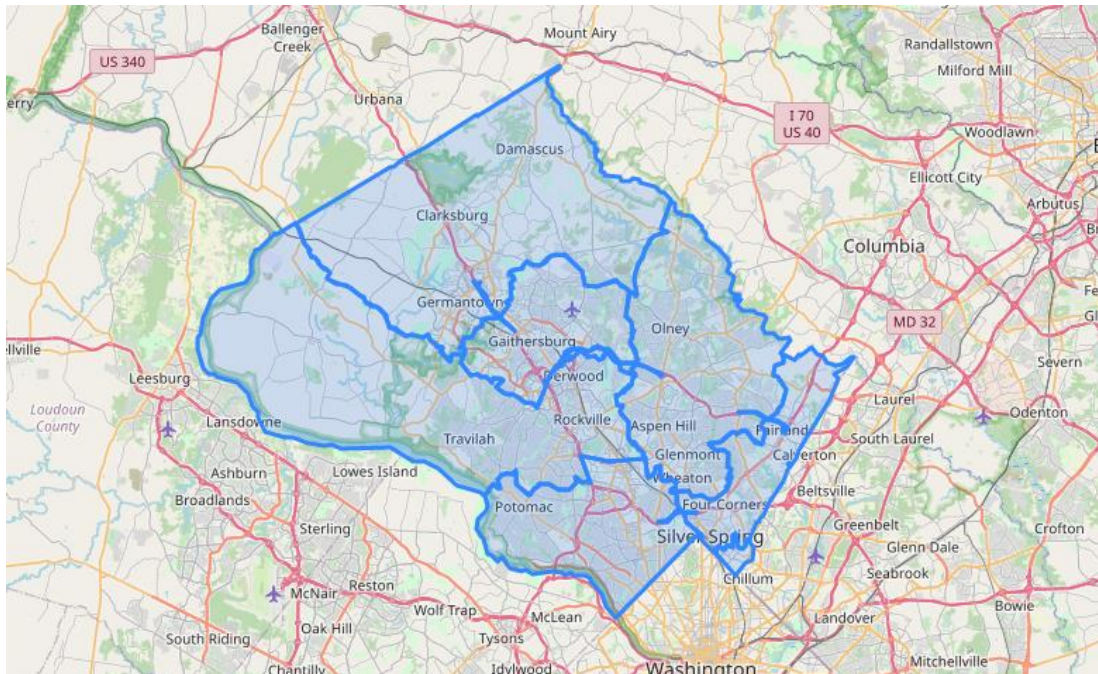 Ballenger
Creek
Mount Airy
Randallstown
US 340
Milford Mill
erry
Urbana
I 70
US 40
Woodlawn
Damascus
Ellicott City
Arbutus
Clarksburg
Columbia
Germantown
MD 32
Olney
Gaithersburg
Severn
Leesburg
Derwood
Laurel
Loudoun
County
Lansdowne
Rockville
Aspen Hill
Odenton
Travilah
Fairland
South Laurel
Glenmont
Calverton
Ashburn
Lowes Island
Wheaton
Broadlands
Potomac
Four Corners
Beltsville
Sterling
Silver Spring
Greenbelt
Crofton
Glenn Dale
Chillum
Seabrook
McNair
Reston
Wolf Trap
McLean
Landover
Bowie
Oak Hill
South Riding
Tysons
Chantilly
Idylwood
Washington
Mitchellville